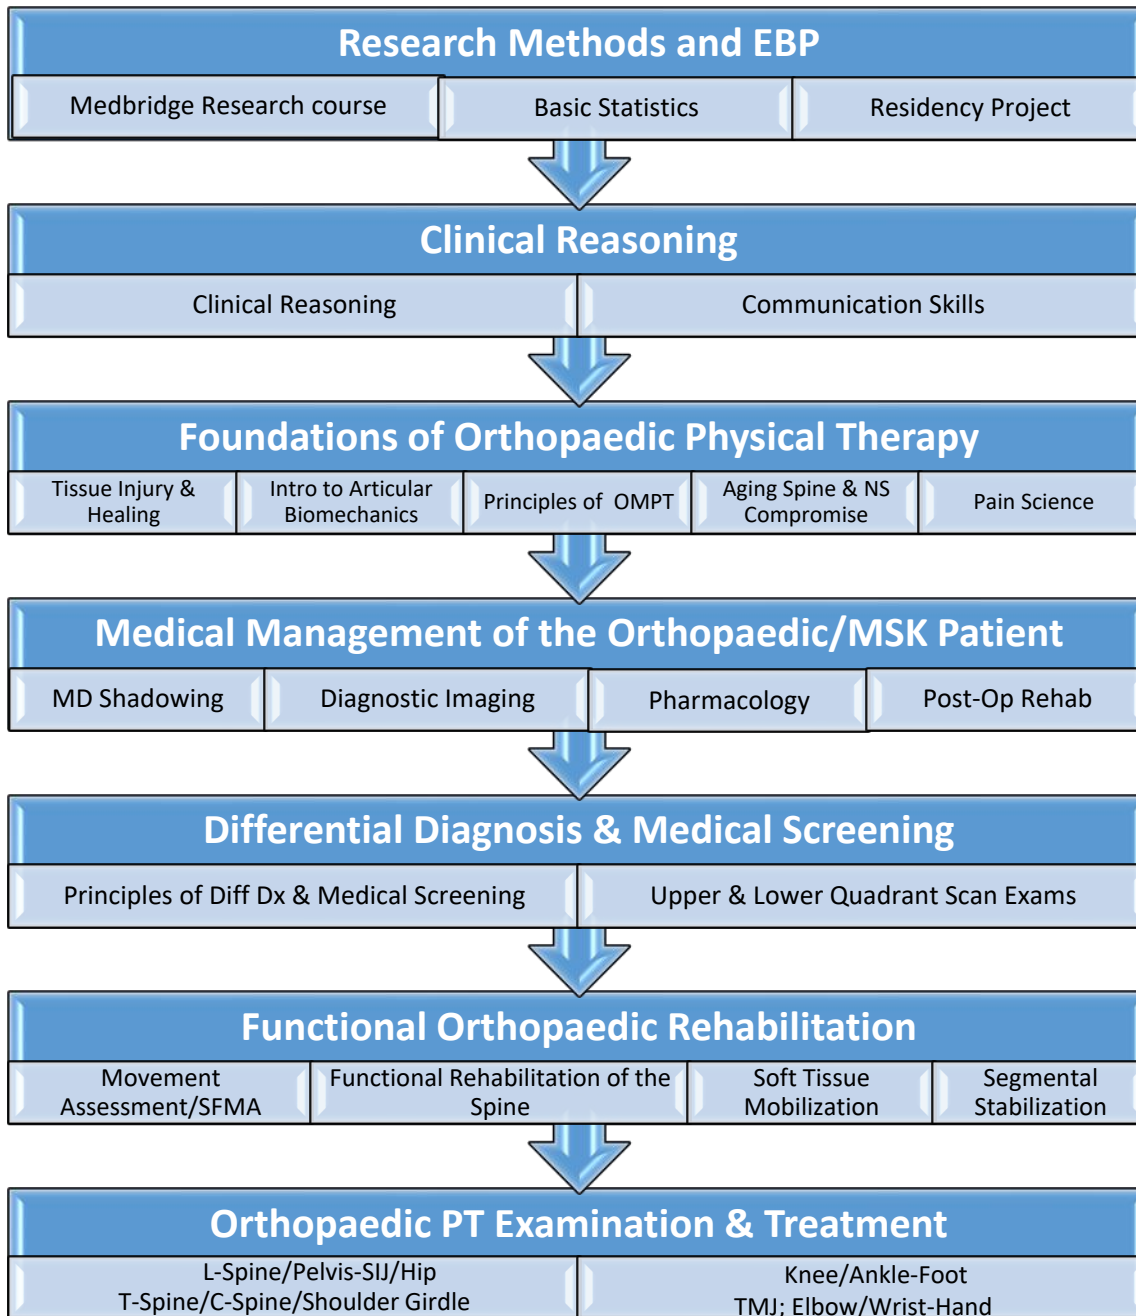 Research Methods and EBP
Medbridge Research course
Basic Statistics
Residency Project
Clinical Reasoning
Clinical Reasoning
Communication Skills
Foundations of Orthopaedic Physical Therapy
Tissue Injury &
Healing
Intro to Articular
Biomechanics
Principles of OMPT
Aging Spine & NS
Compromise
Pain Science
Medical Management of the Orthopaedic/MSK Patient
MD Shadowing
Diagnostic Imaging
Pharmacology
Post-Op Rehab
Differential Diagnosis & Medical Screening
Principles of Diff Dx & Medical Screening
Upper & Lower Quadrant Scan Exams
Functional Orthopaedic Rehabilitation
Movement
Assessment/SFMA
Functional Rehabilitation of the
Spine
Soft Tissue
Mobilization
Segmental
Stabilization
Orthopaedic PT Examination & Treatment
L-Spine/Pelvis-SIJ/Hip
T-Spine/C-Spine/Shoulder Girdle
Knee/Ankle-Foot
TMJ; Elbow/Wrist-Hand